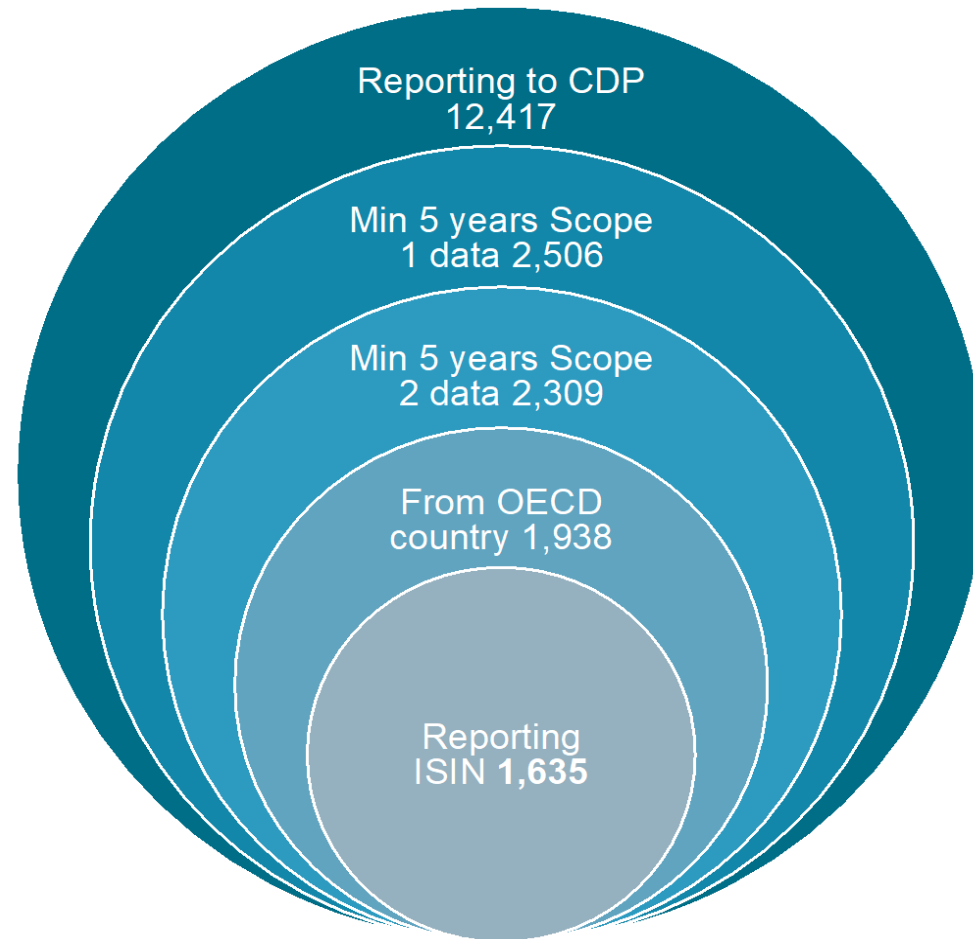 Reporting to CDP
12,417
Min 5 years Scope
1 data 2,506
Min 5 years Scope
2 data 2,309
From OECD
country 1,938
Reporting
ISIN 1,635